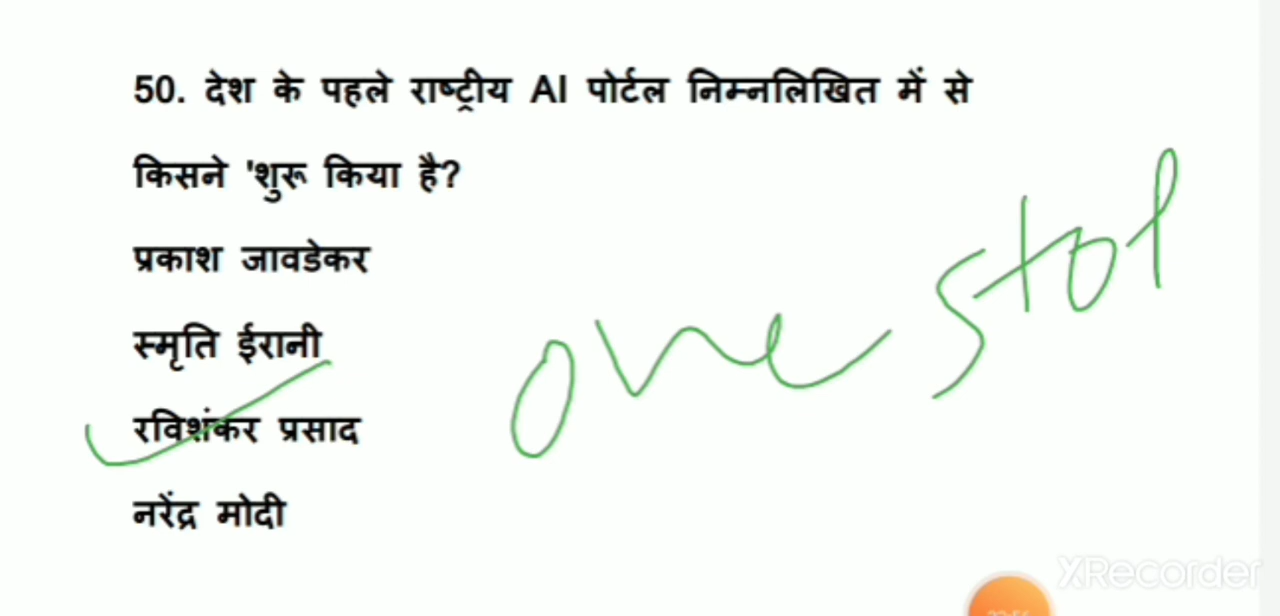 50. देश के पहले राष्ट्रीय AI पोर्टल निम्नलिखित में से
किसने 'शुरू किया है?
प्रकाश जावडेकर
स्मृति ईरानी
रविशंकर प्रसाद
नरेंद्र मोदी
one stop
XRecorder